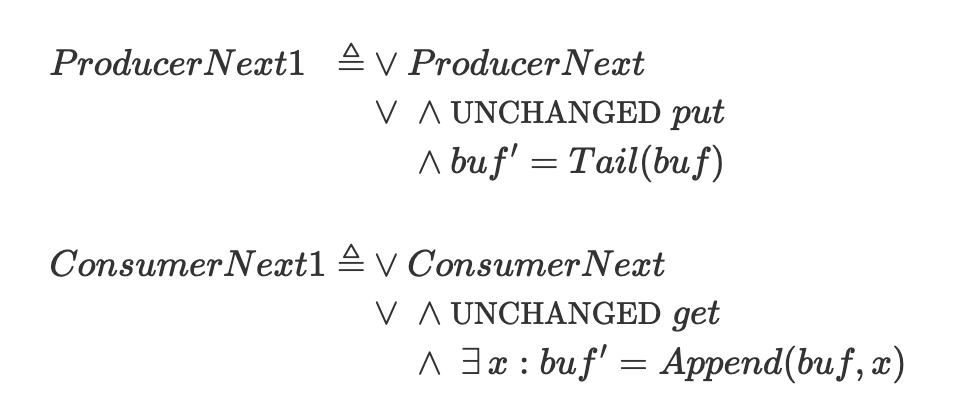 ProducerNext1 ≜ ∨ ProducerNext
∨ ∧ UNCHANGED put
∧ buf′ = Tail(buf)
ConsumerNext1 ≜ ∨ ConsumerNext
∨ ∧ UNCHANGED get
∧ ∃ x : buf′ = Append(buf, x)